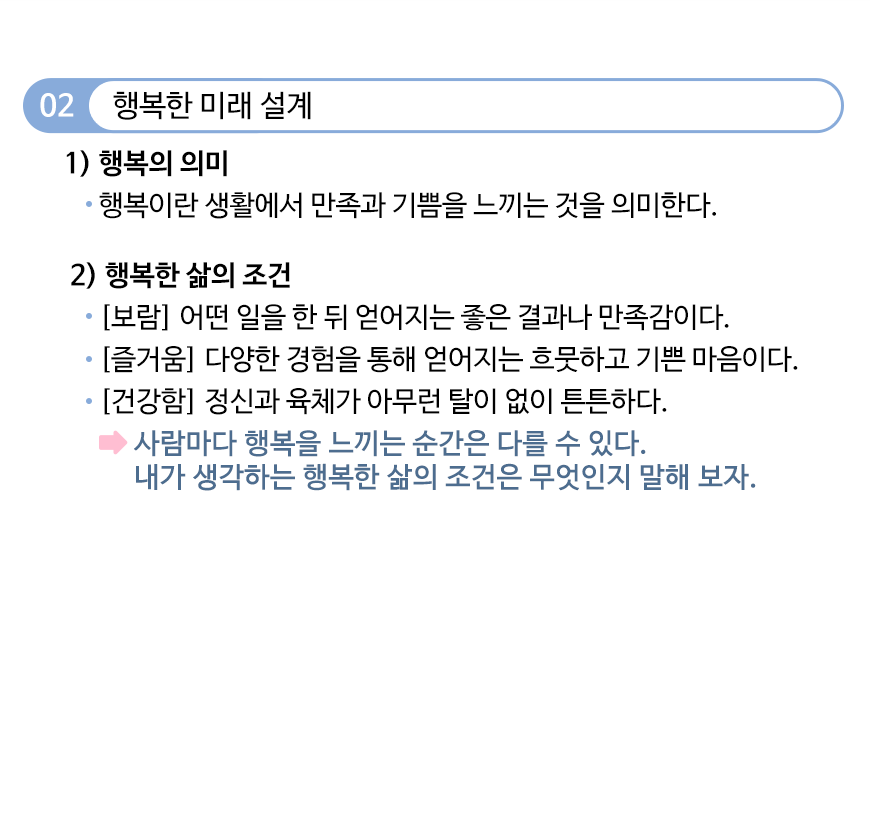 02 행복한 미래 설계
1) 행복의 의미
• 행복이란 생활에서 만족과 기쁨을 느끼는 것을 의미한다.
2) 행복한 삶의 조건
• [보람] 어떤 일을 한 뒤 얻어지는 좋은 결과나 만족감이다.
• [즐거움] 다양한 경험을 통해 얻어지는 흐뭇하고 기쁜 마음이다.
• [건강함] 정신과 육체가 아무런 탈이 없이 튼튼하다.
➡ 사람마다 행복을 느끼는 순간은 다를 수 있다.
내가 생각하는 행복한 삶의 조건은 무엇인지 말해 보자.